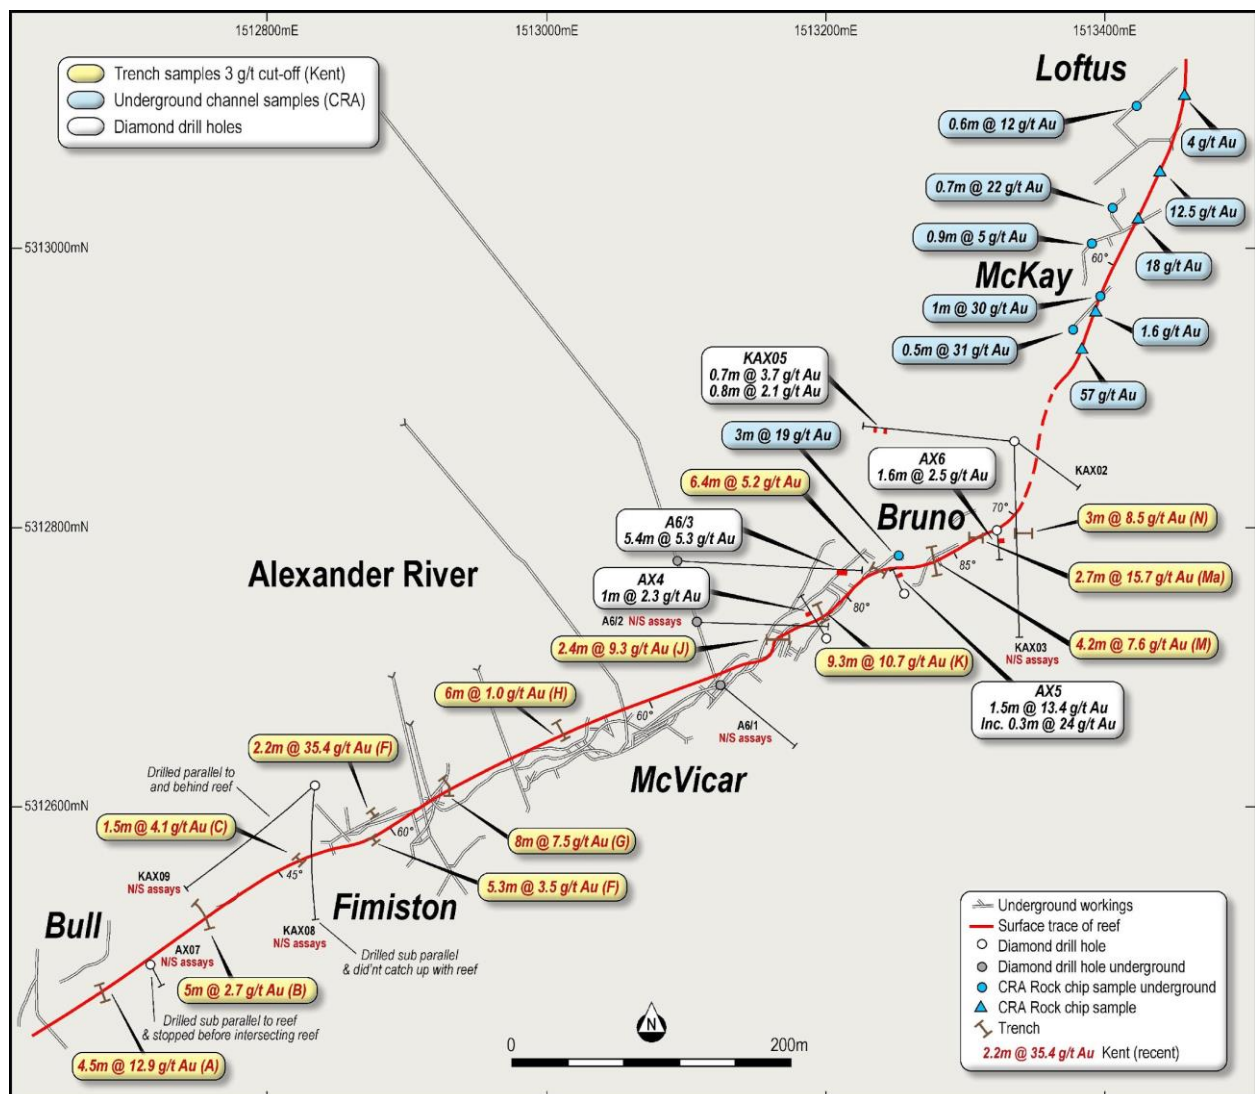 1512800mE
1513000mE
1513200mE
1513400mE
Trench samples 3 g/t cut-off (Kent)
Underground channel samples (CRA)
Diamond drill holes
Loftus
0.6m @ 12 g/t Au
4 g/t Au
0.7m @ 22 g/t Au
12.5 g/t Au
0.9m @ 5 g/t Au
5313000mN
60°
18 g/t Au
McKay
1m @ 30 g/t Au
1.6 g/t Au
0.5m @ 31 g/t Au
KAX05
0.7m @ 3.7 g/t Au
0.8m @ 2.1 g/t Au
57 g/t Au
3m @ 19 g/t Au
AX6
1.6m @ 2.5 g/t Au
KAX02
6.4m @ 5.2 g/t Au
70°
Bruno
3m @ 8.5 g/t Au (N)
5312800mN
A6/3
5.4m @ 5.3 g/t Au
85°
2.7m @ 15.7 g/t Au (Ma)
Alexander River
AX4
1m @ 2.3 g/t Au
80°
A6/2 N/S assays
4.2m @ 7.6 g/t Au (M)
KAX03
N/S assays
2.4m @ 9.3 g/t Au (J)
9.3m @ 10.7 g/t Au (K)
AX5
1.5m @ 13.4 g/t Au
Inc. 0.3m @ 24 g/t Au
6m @ 1.0 g/t Au (H)
60°
A6/1
N/S assays
2.2m @ 35.4 g/t Au (F)
McVicar
Drilled parallel to
and behind reef
5312600mN
1.5m @ 4.1 g/t Au (C)
60°
8m @ 7.5 g/t Au (G)
KAX09
N/S assays
45°
5.3m @ 3.5 g/t Au (F)
Fimiston
Bull
KAX08
N/S assays
AX07
N/S assays
Drilled sub parallel
& did'nt catch up with reef
5m @ 2.7 g/t Au (B)
Drilled sub parallel to reef
& stopped before intersecting reef
4.5m @ 12.9 g/t Au (A)
N
0
200m
Underground workings
Surface trace of reef
Diamond drill hole
Diamond drill hole underground
CRA Rock chip sample underground
CRA Rock chip sample
Trench
2.2m @ 35.4 g/t Au Kent (recent)